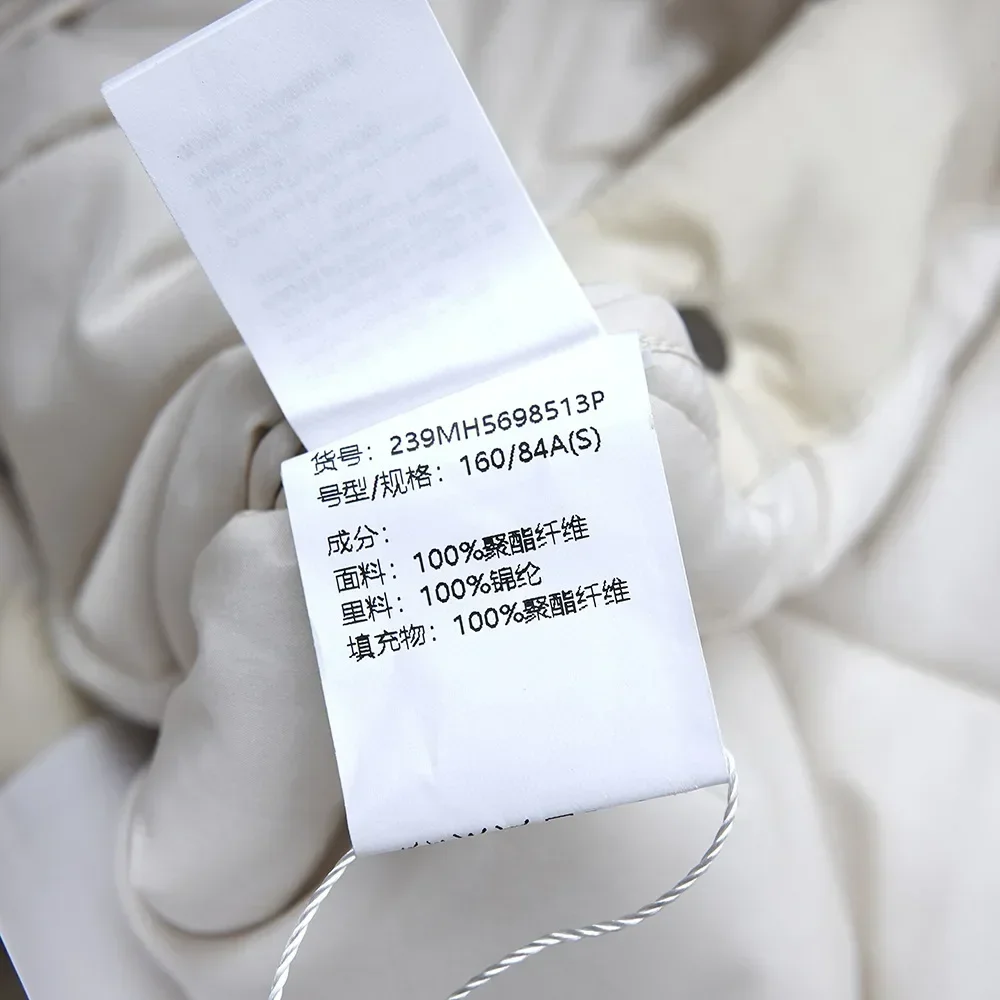 货号：239MH5698513P
号型/规格：160/84A(S)
成分：
面料：100%聚酯纤维
里料：100%锦纶
填充物：100%聚酯纤维